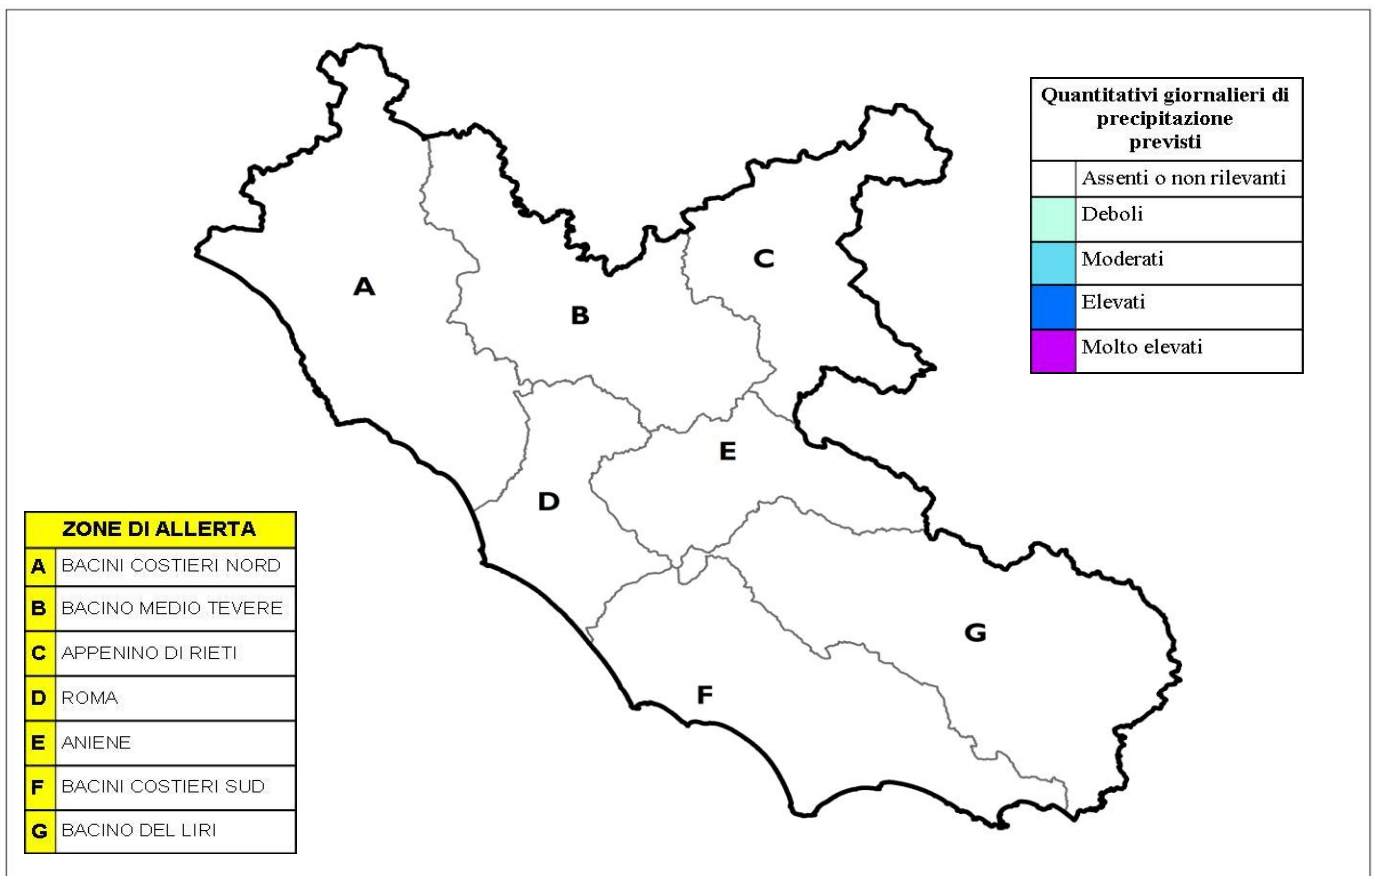 Quantitativi giornalieri di
precipitazione
previsti
Assenti o non rilevanti
Deboli
Moderati
Elevati
Molto elevati
A
B
C
D
E
F
G
ZONE DI ALLERTA
A BACINI COSTIERI NORD
B BACINO MEDIO TEVERE
C APPENINO DI RIETI
D ROMA
E ANIENE
F BACINI COSTIERI SUD
G BACINO DEL LIRI